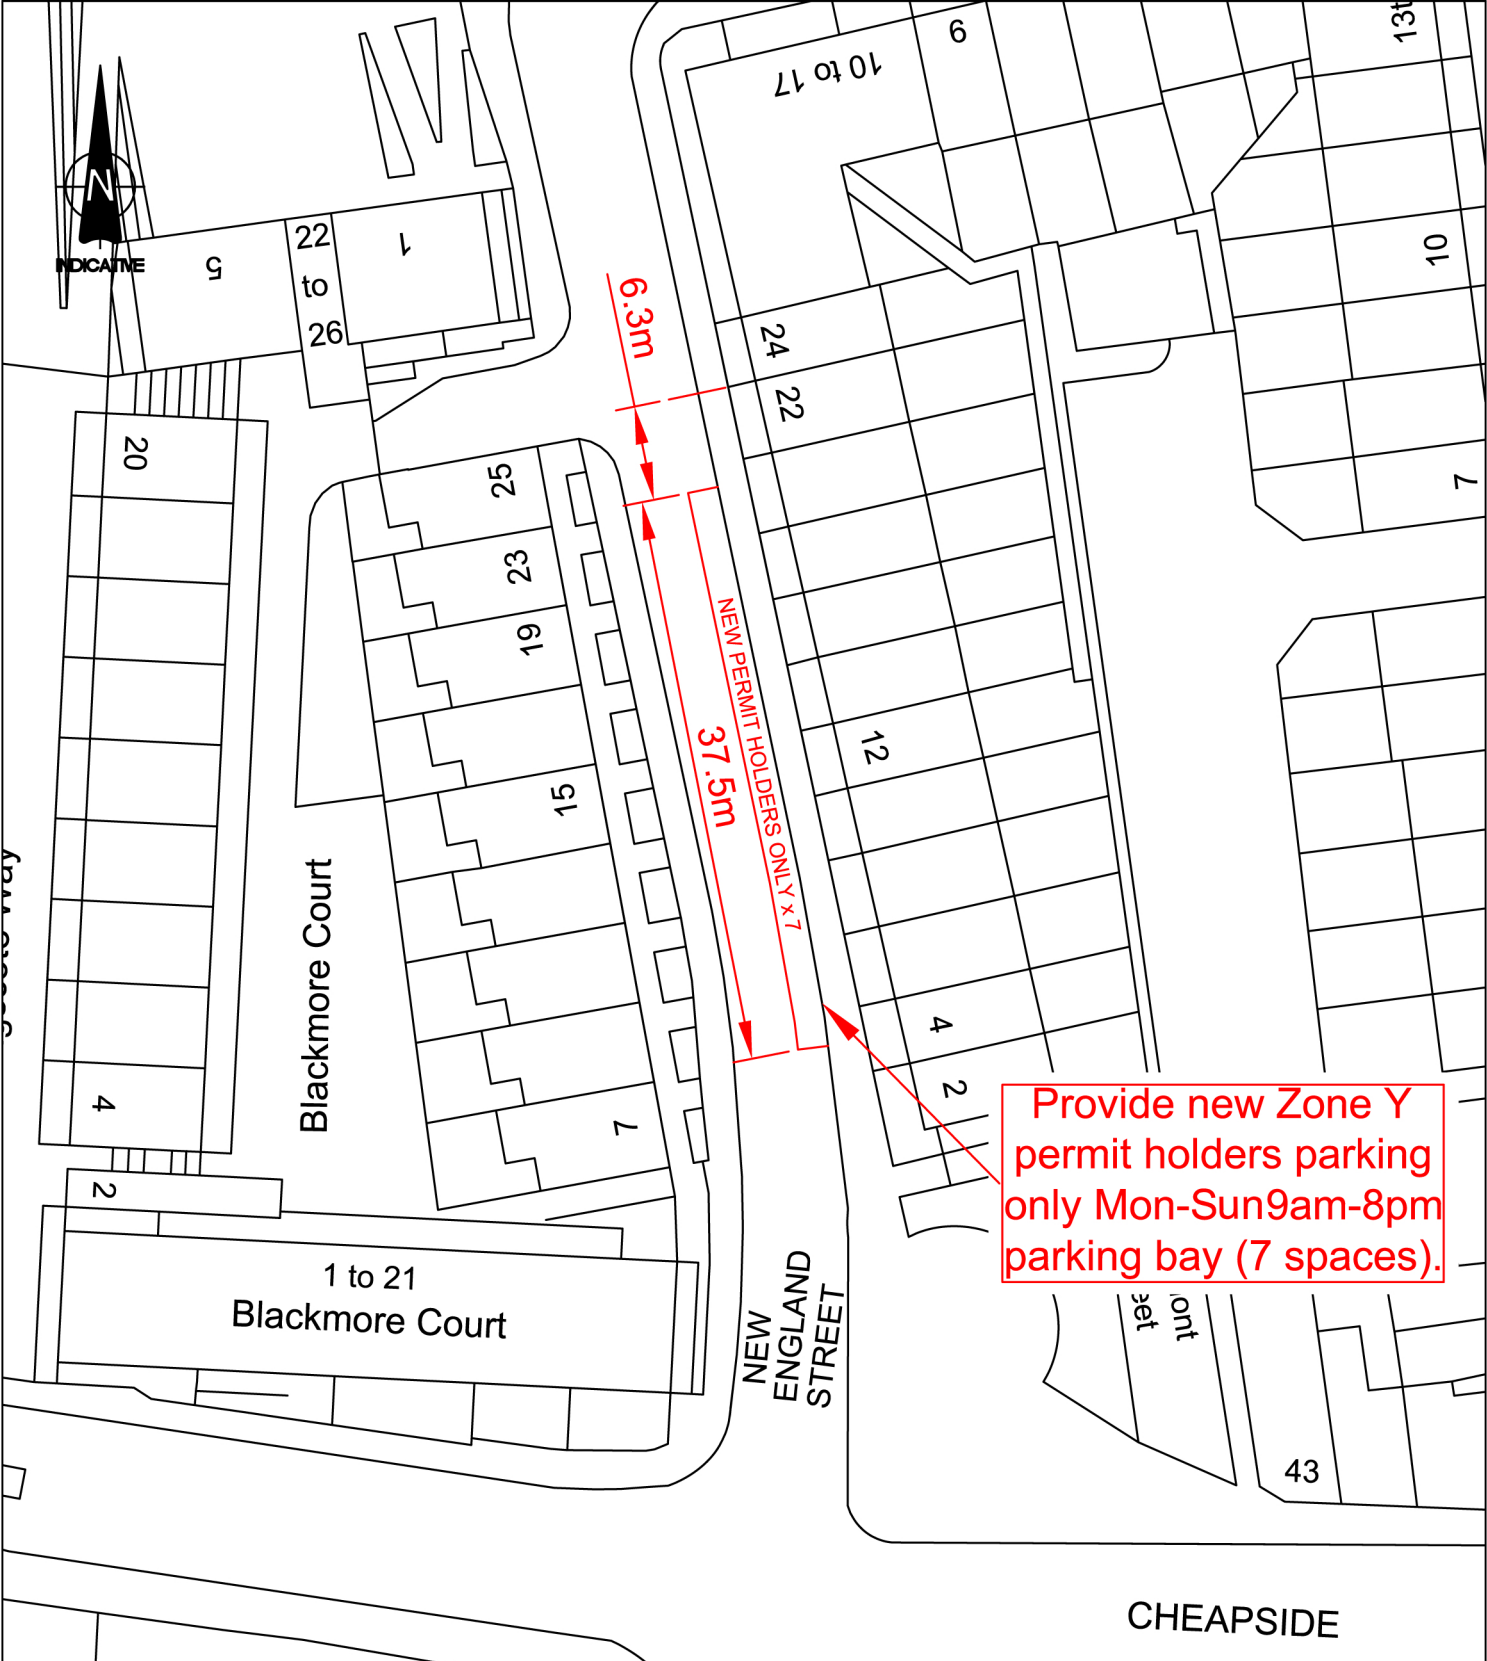 13t
9
10 to 17
N
INDICATIVE
5
22
to
26
1
10
6.3m
24
22
20
25
7
23
19
NEW PERMIT HOLDERS ONLY x 7
37.5m
12
15
Blackmore Court
4
4
2
7
2
Provide new Zone Y
permit holders parking
only Mon-Sun9am-8pm
parking bay (7 spaces).
1 to 21
Blackmore Court
NEW
ENGLAND
STREET
eet
ont
43
CHEAPSIDE